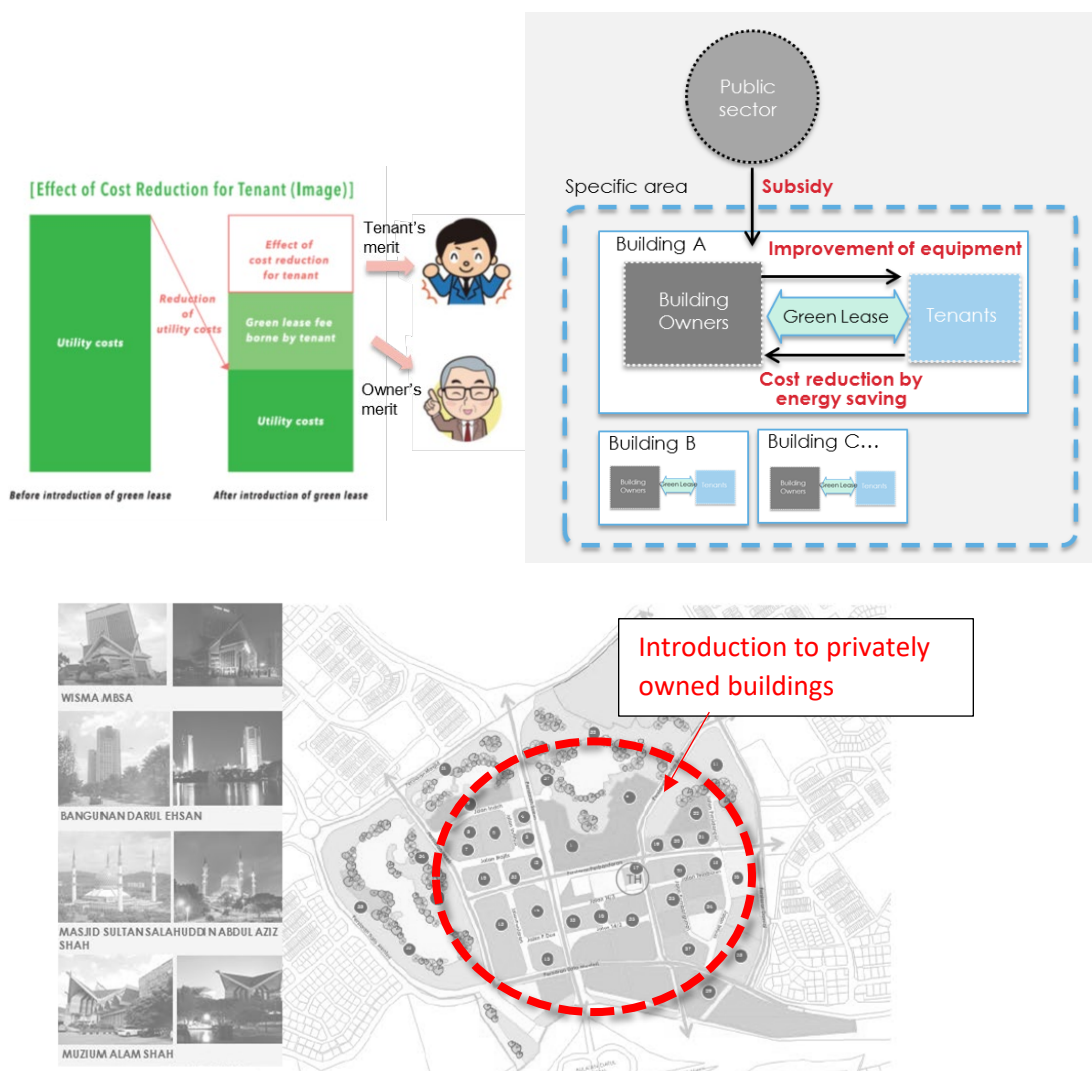 [Effect of Cost Reduction for Tenant (Image)]
Utility costs
Before introduction of green lease
Reduction
of
utility costs
Effect of
cost reduction
for tenant
Green lease fee
borne by tenant
Utility costs
After introduction of green lease
Tenant's
merit
Owner's
merit
Public
sector
Specific area
Subsidy
Building A
Improvement of equipment
Building
Owners
Green Lease
Tenants
Cost reduction by
energy saving
Building B
Building
Owners
Green Lease
Tenants
Building C...
Building
Owners
Green Lease
Tenants
Introduction to privately
owned buildings
WISMA MBSA
BANGUNAN DARUL EHSAN
MASJID SULTAN SALAHUDDIN ABDUL AZIZ
SHAH
MUZIUM ALAM SHAH
TH